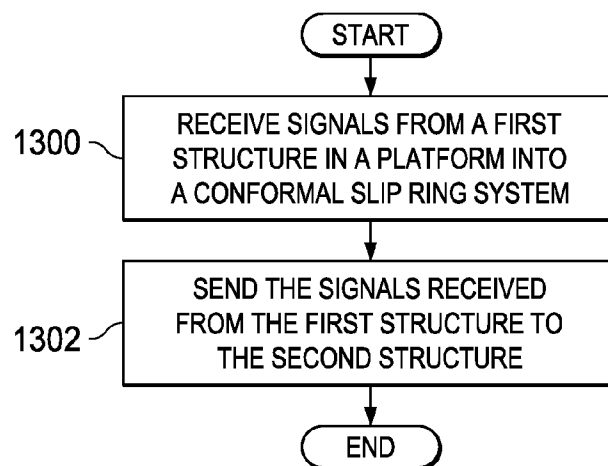 START
1300
RECEIVE SIGNALS FROM A FIRST
STRUCTURE IN A PLATFORM INTO
A CONFORMAL SLIP RING SYSTEM
1302
SEND THE SIGNALS RECEIVED
FROM THE FIRST STRUCTURE TO
THE SECOND STRUCTURE
END